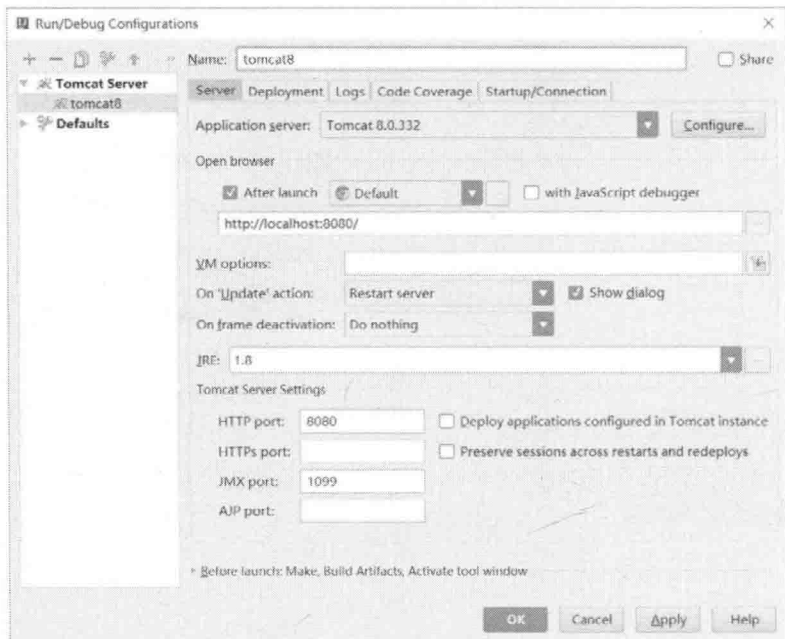 Run/Debug Configurations
Name: tomcat8
Share
Tomcat Server
tomcat8
Defaults
Server Deployment Logs Code Coverage Startup/Connection
Application server: Tomcat 8.0.332 Configure...
Open browser
After launch Default with JavaScript debugger
http://localhost:8080/
VM options:
On 'Update' action: Restart server Show dialog
On frame deactivation: Do nothing
JRE: 1.8
Tomcat Server Settings
HTTP port: 8080 Deploy applications configured in Tomcat instance
HTTPs port: Preserve sessions across restarts and redeploys
JMX port: 1099
AJP port:
Before launch: Make, Build Artifacts, Activate tool window
OK Cancel Apply Help